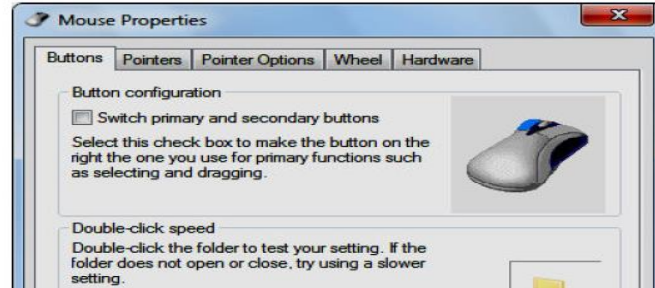 Mouse Properties
Buttons Pointers Pointer Options Wheel Hardware
Button configuration
Switch primary and secondary buttons
Select this check box to make the button on the
right the one you use for primary functions such
as selecting and dragging.
Double-click speed
Double-click the folder to test your setting. If the
folder does not open or close, try using a slower
setting.